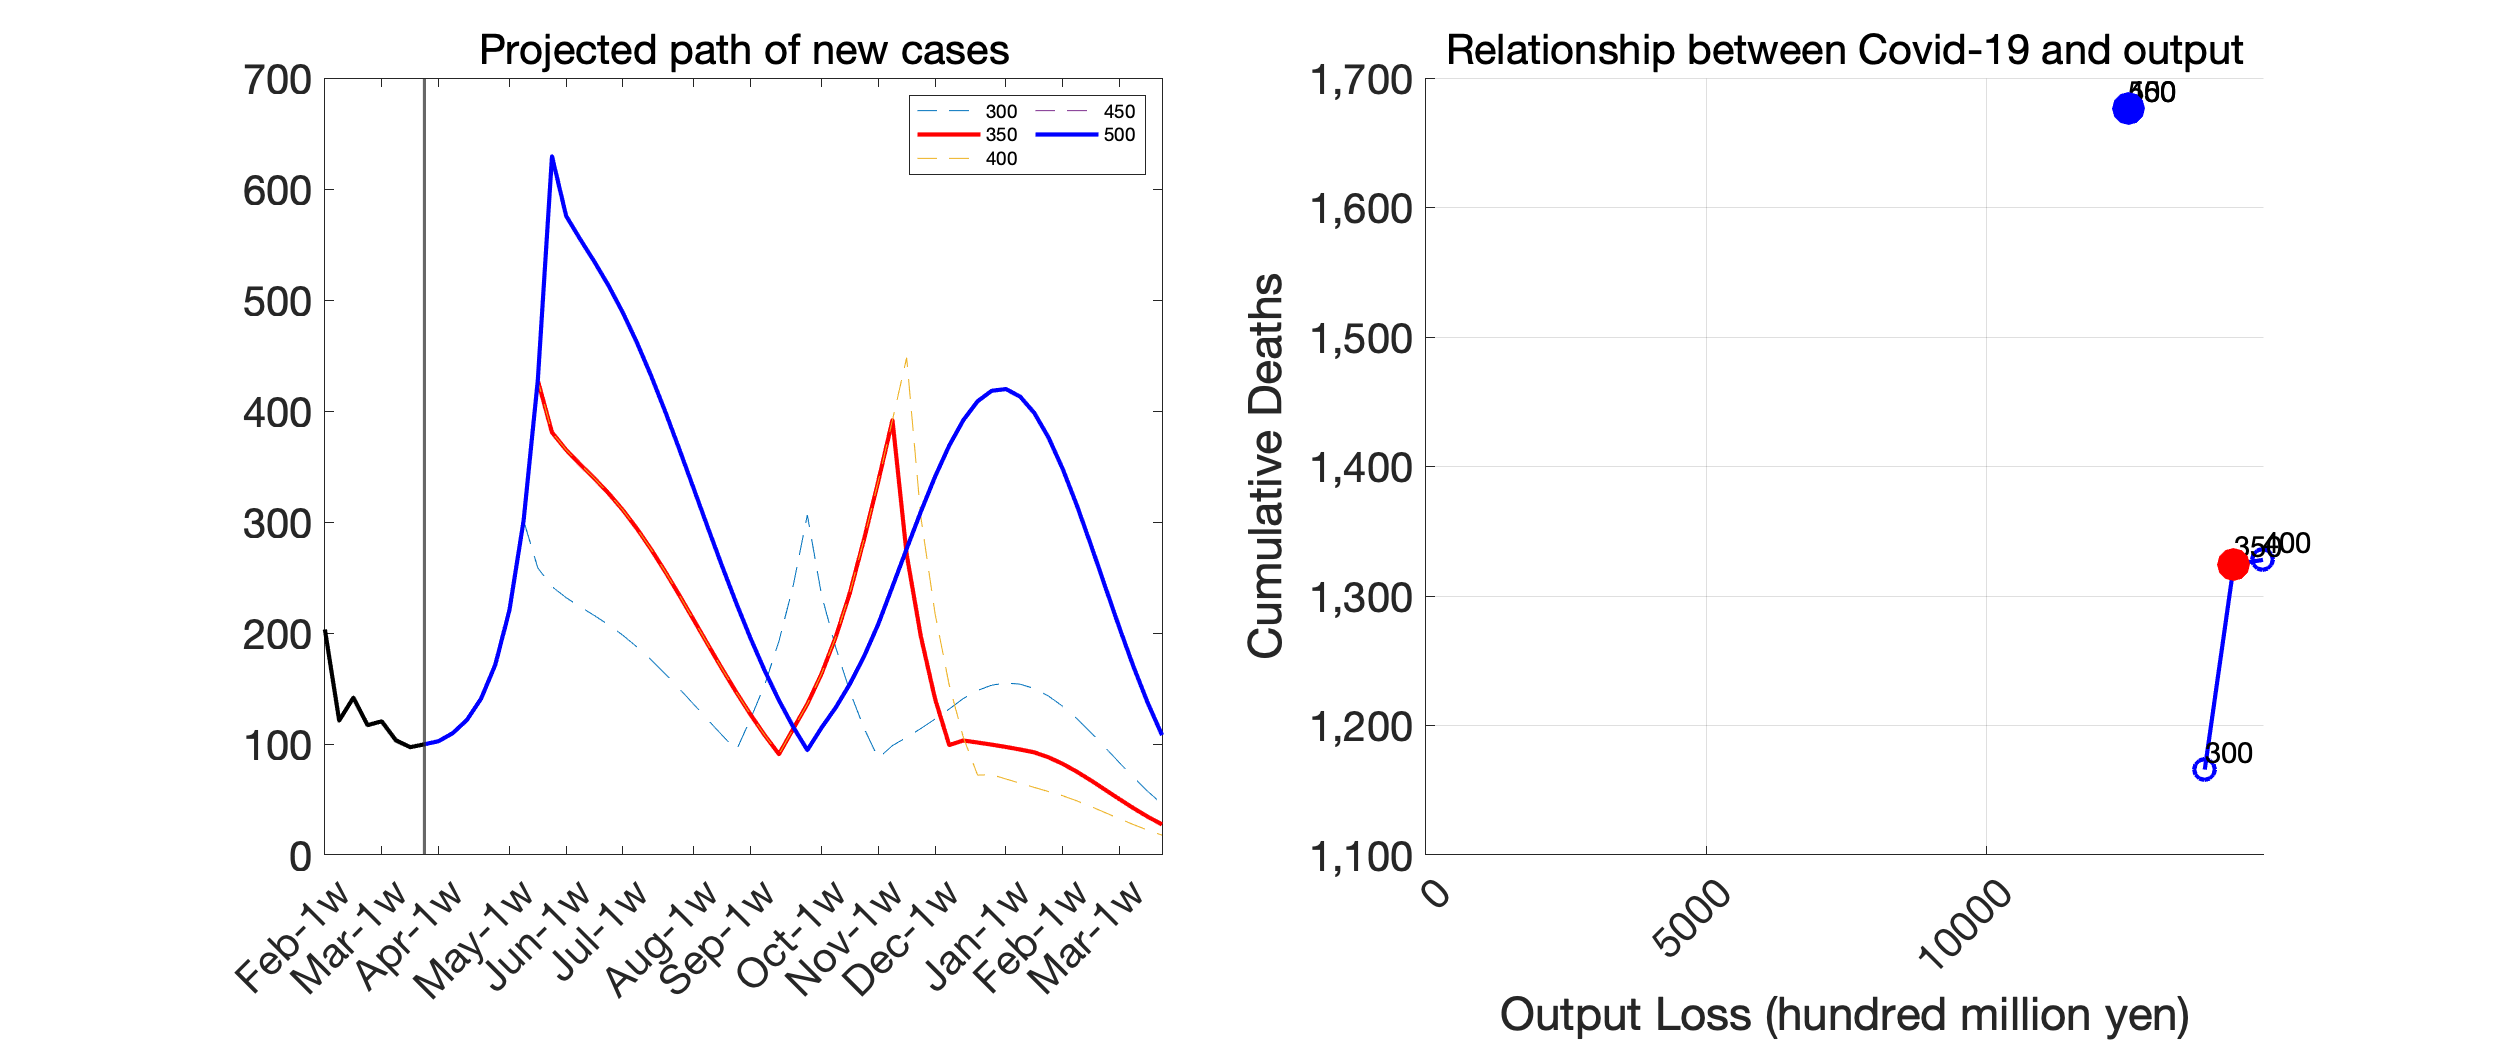 Projected path of new cases
700
600
500
400
300
200
100
0
300 450
350 500
400
Feb-1w
Mar-1w
Apr-1w
May-1w
Jun-1w
Jul-1w
Aug-1w
Sep-1w
Oct-1w
Nov-1w
Dec-1w
Jan-1w
Feb-1w
Mar-1w
Relationship between Covid-19 and output
Cumulative Deaths
1,700
1,600
1,500
1,400
1,300
1,200
1,100
350
400
300
0
5000
10000
Output Loss (hundred million yen)